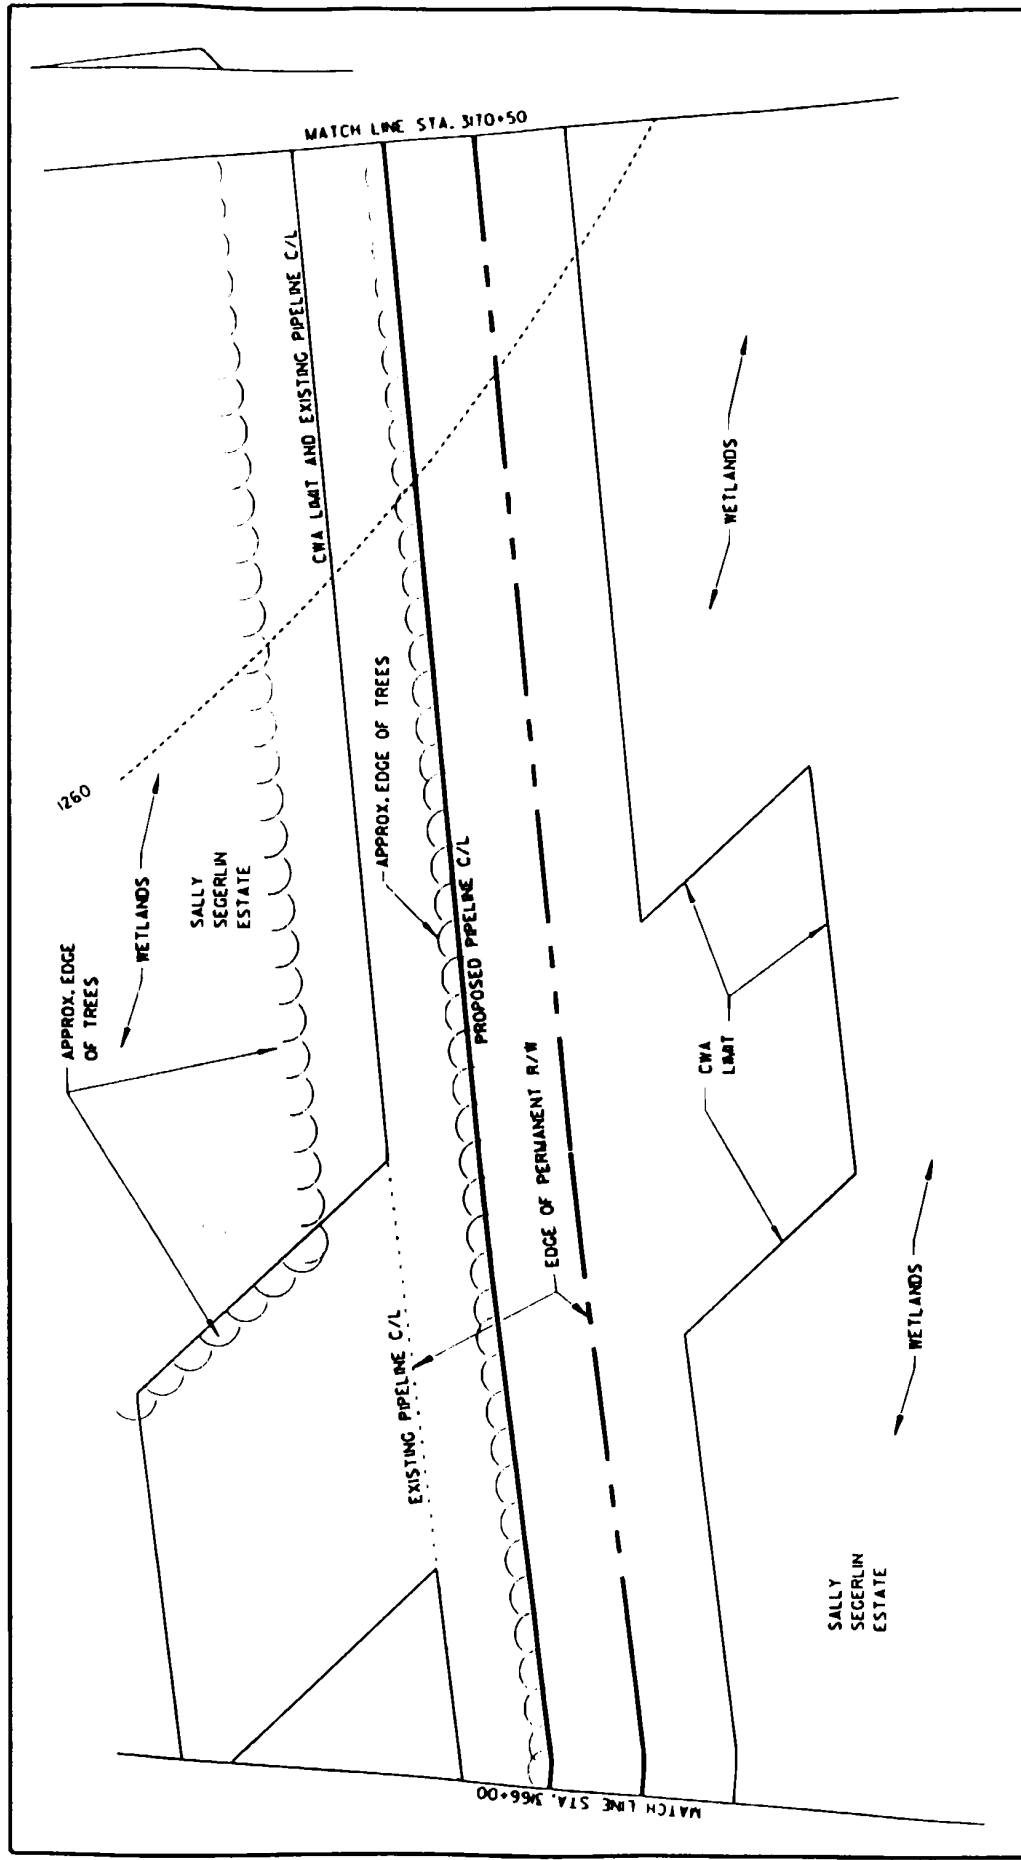 MATCH LINE STA. 3170+50
CWA LIMIT AND EXISTING PIPELINE C/L
1260
WETLANDS
SALLY
SEGERLIN
ESTATE
APPROX. EDGE
OF TREES
APPROX. EDGE OF TREES
PROPOSED PIPELINE C/L
WETLANDS
EDGE OF PERMANENT R/W
EXISTING PIPELINE C/L
CWA
LIMIT
WETLANDS
SALLY
SEGERLIN
ESTATE
MATCH LINE STA. 3166+00